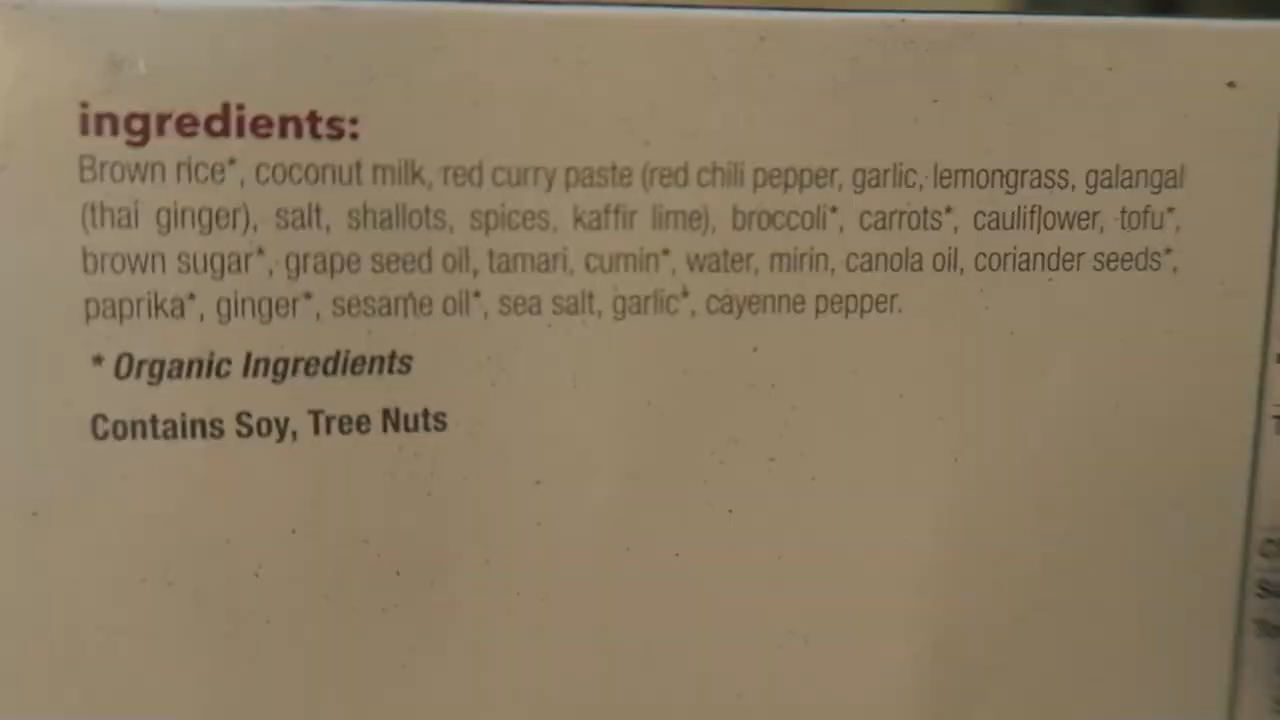 ingredients:
Brown rice*, coconut milk, red curry paste (red chili pepper, garlic, lemongrass, galangal
(thai ginger), salt, shallots, spices, kaffir lime), broccoli*, carrots*, cauliflower, tofu*,
brown sugar*, grape seed oil, tamari, cumin*, water, mirin, canola oil, coriander seeds*,
paprika*, ginger*, sesame oil*, sea salt, garlic*, cayenne pepper.
* Organic Ingredients
Contains Soy, Tree Nuts